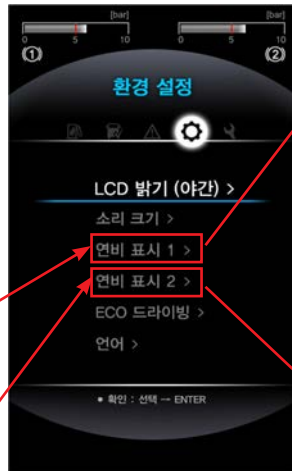 [bar] [bar]
0 5 10 0 5 10
(1) (2)
환경 설정
LCD 밝기 (야간) >
소리 크기 >
연비 표시 1 >
연비 표시 2 >
ECO 드라이빙 >
언어 >
• 확인 : 선택 → ENTER